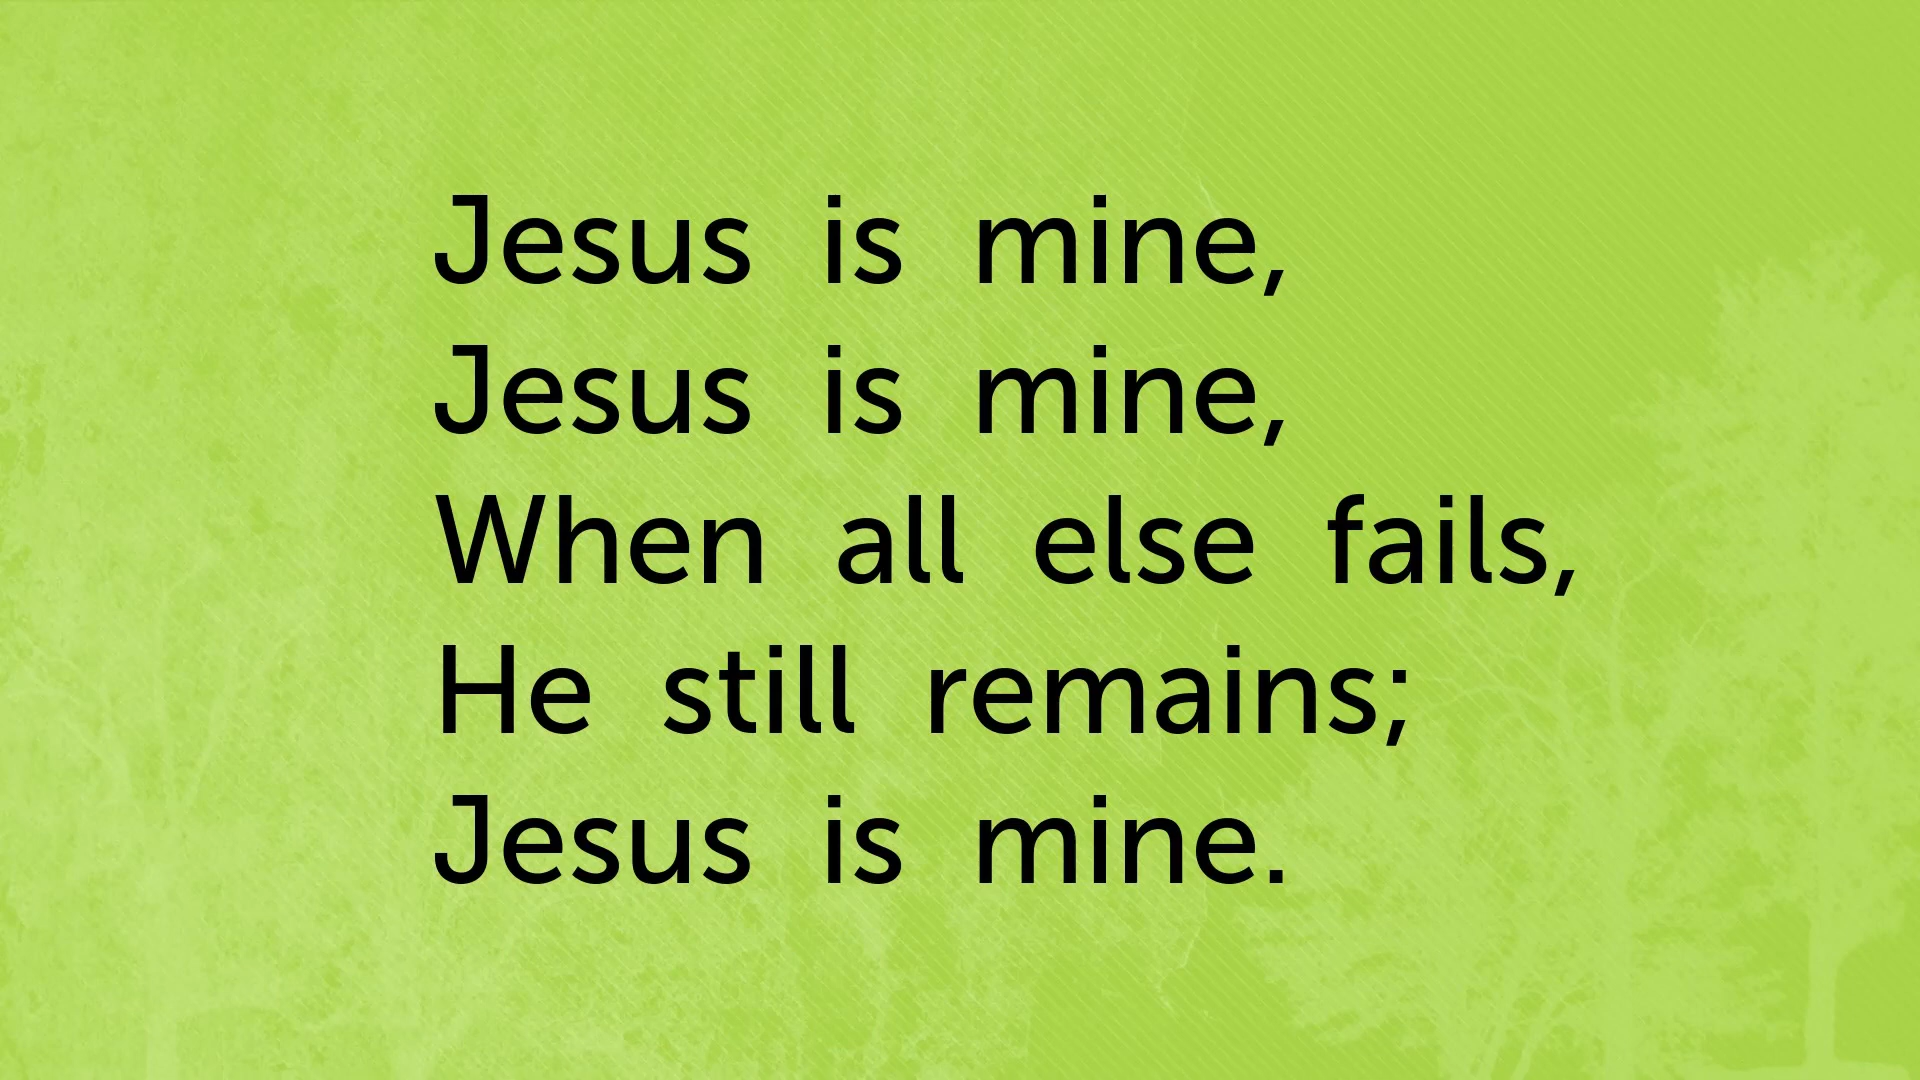 Jesus is mine,
Jesus is mine,
When all else fails,
He still remains;
Jesus is mine.